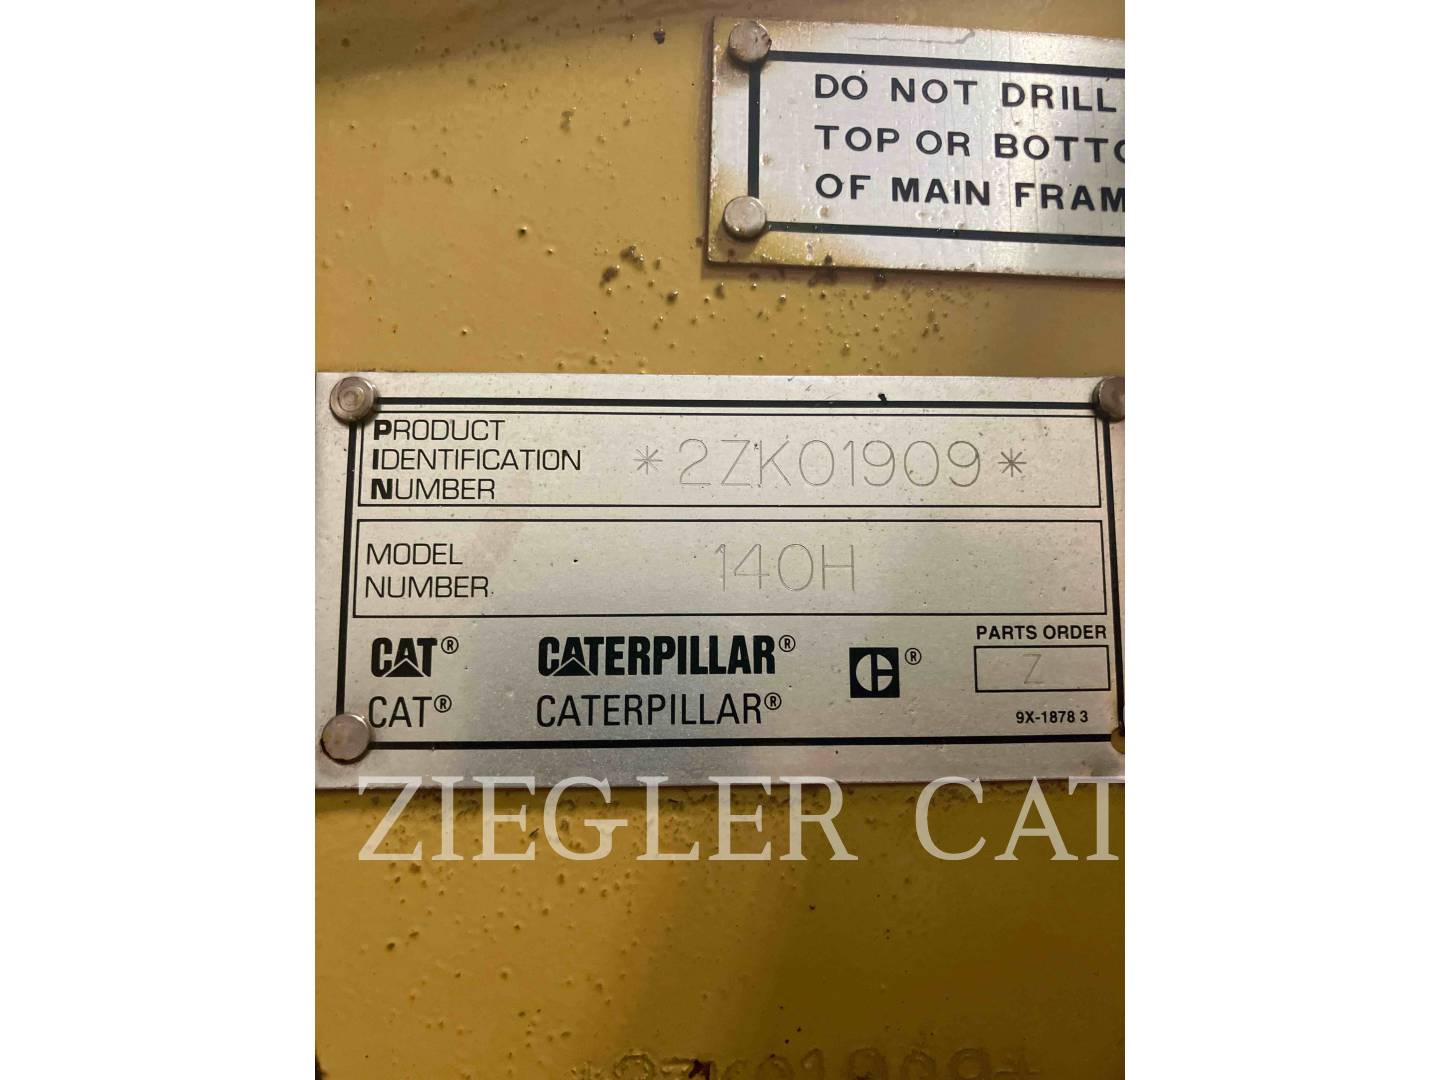 DO NOT DRILL
TOP OR BOTTO
OF MAIN FRAM
PRODUCT
IDENTIFICATION
NUMBER
*2ZK01909*
MODEL
NUMBER
140H
CAT® CATERPILLAR® ®
CAT® CATERPILLAR®
PARTS ORDER
Z
9X-1878 3
ZIEGLER CAT
*2ZK01909*